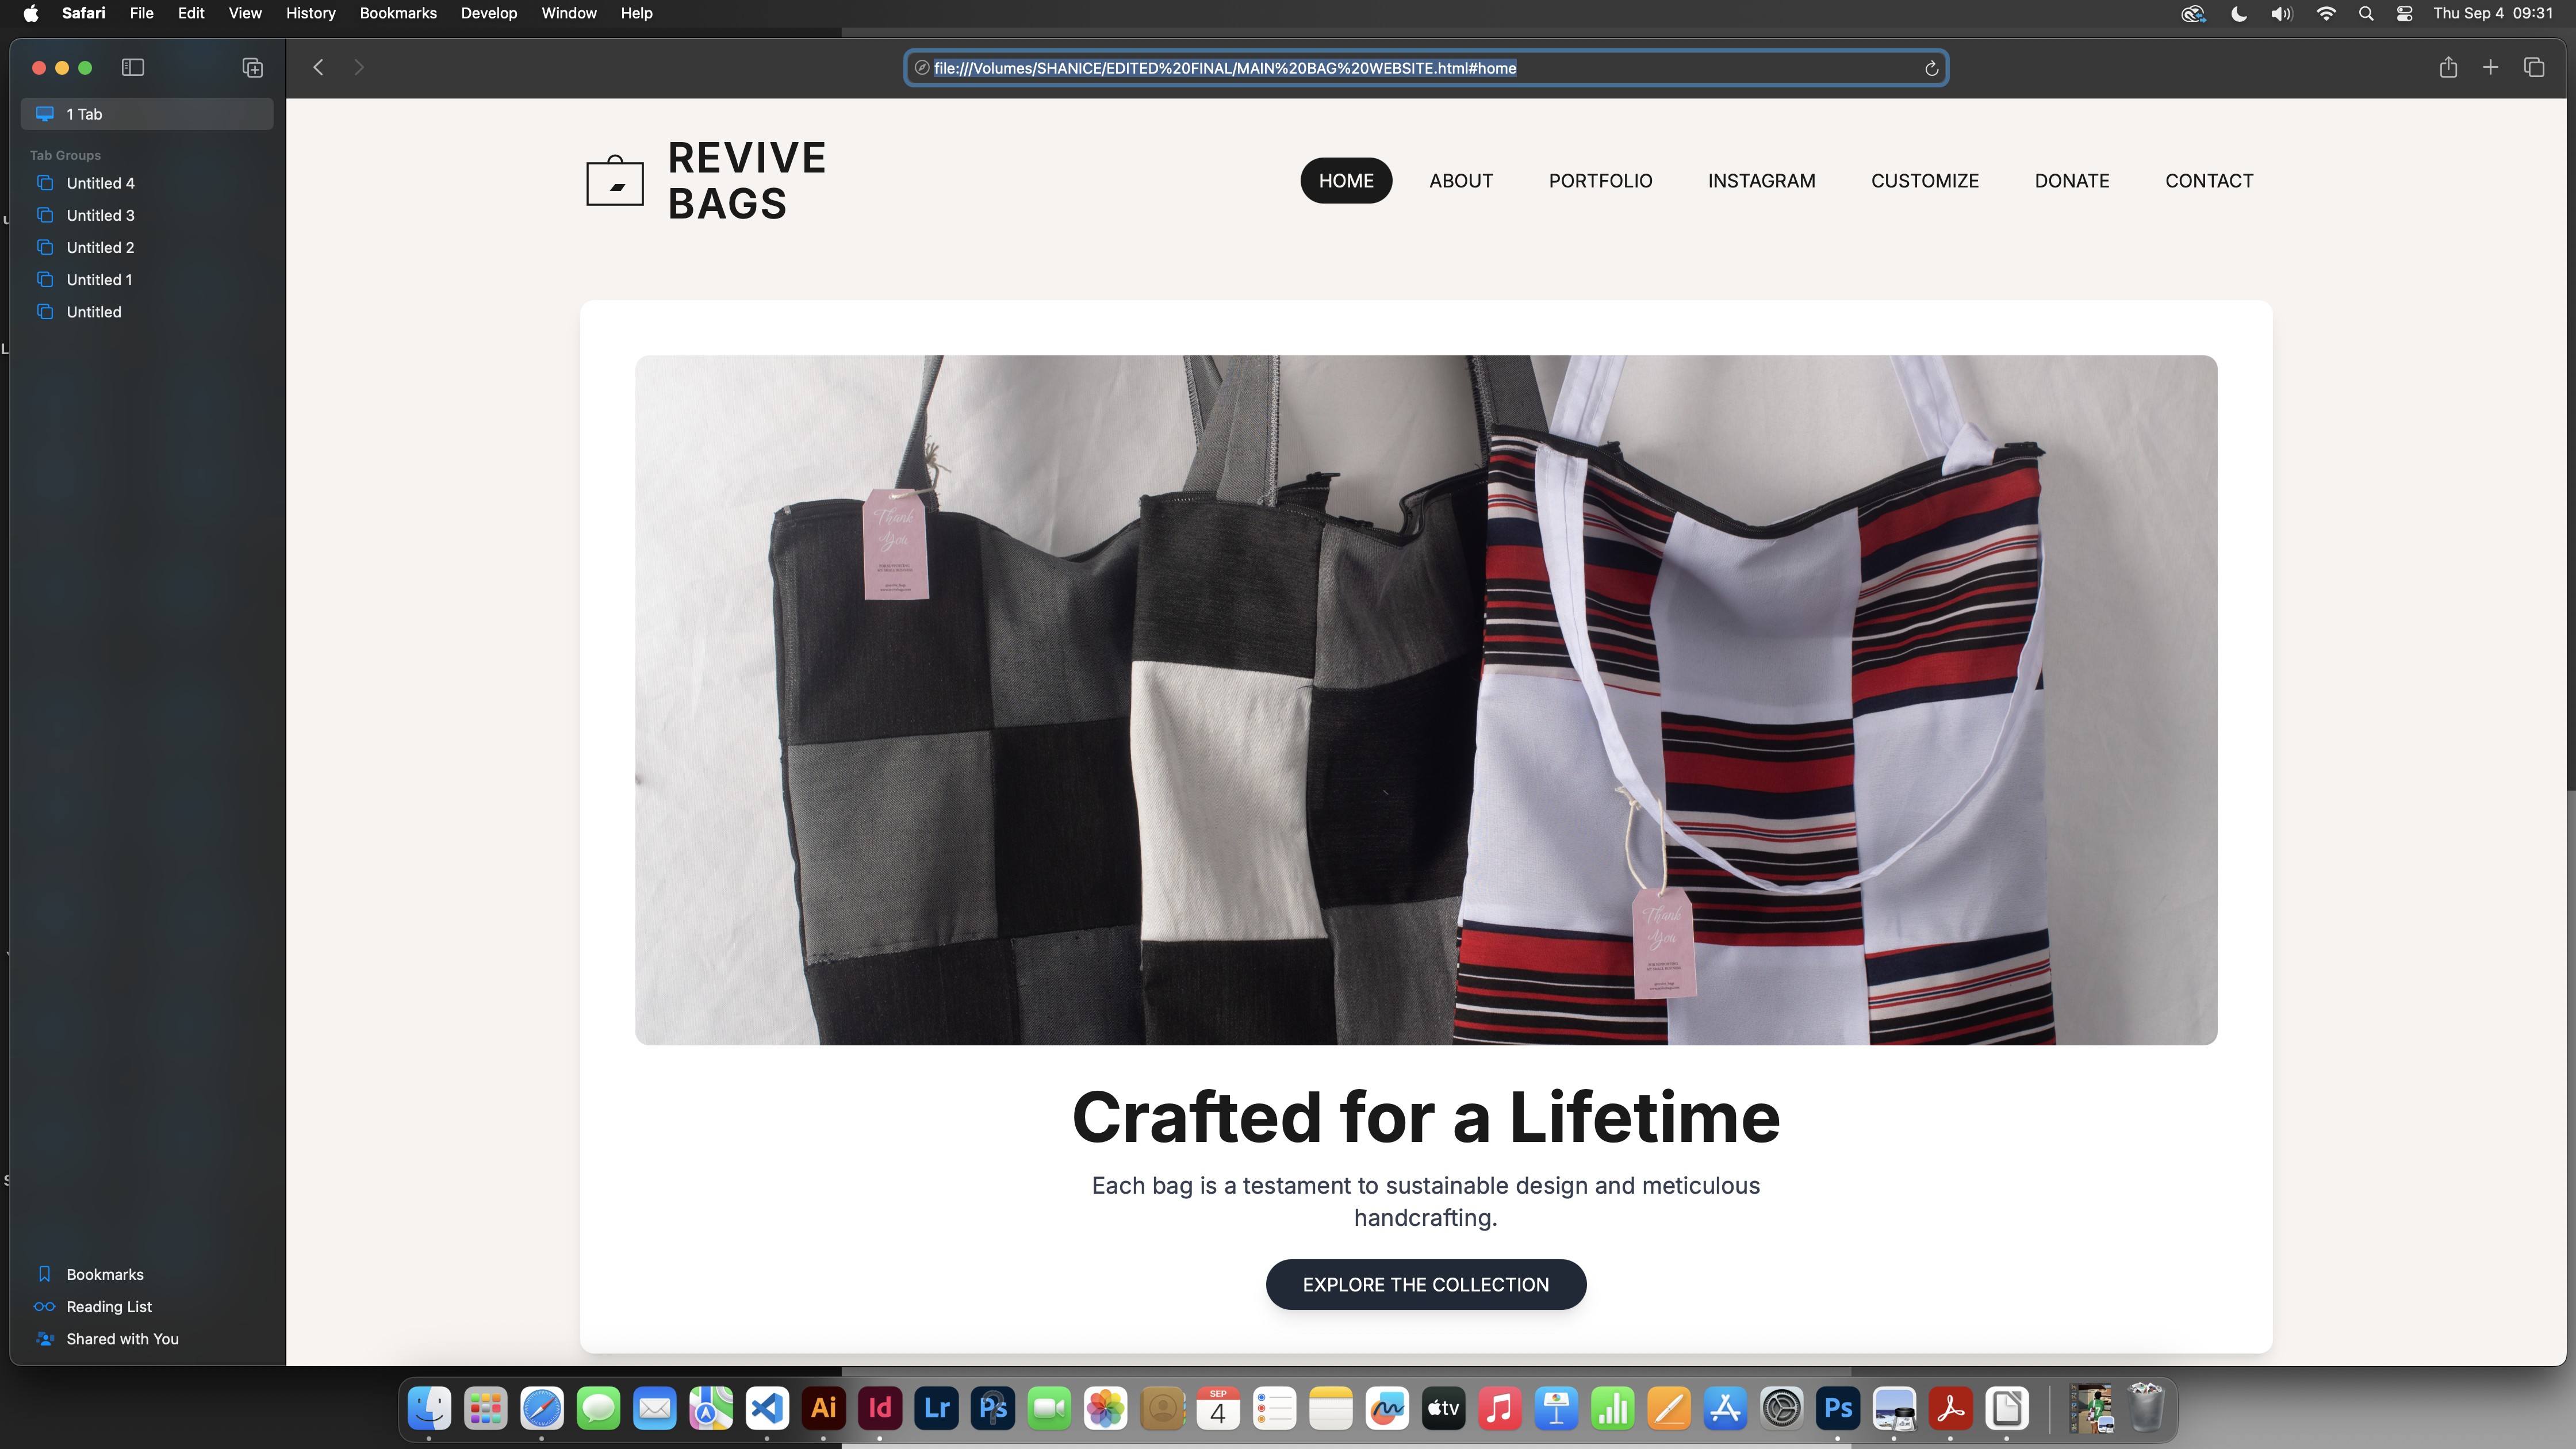 Safari File Edit View History Bookmarks Develop Window Help
Thu Sep 4 09:31
file:///Volumes/SHANICE/EDITED%20FINAL/MAIN%20BAG%20WEBSITE.html#home
1 Tab
Tab Groups
Untitled 4
Untitled 3
Untitled 2
Untitled 1
Untitled
Bookmarks
Reading List
Shared with You
REVIVE
BAGS
HOME ABOUT PORTFOLIO INSTAGRAM CUSTOMIZE DONATE CONTACT
Thank
You
Thank
You
Crafted for a Lifetime
Each bag is a testament to sustainable design and meticulous
handcrafting.
EXPLORE THE COLLECTION
Ai Id Lr Ps
SEP
4
tv
Ps